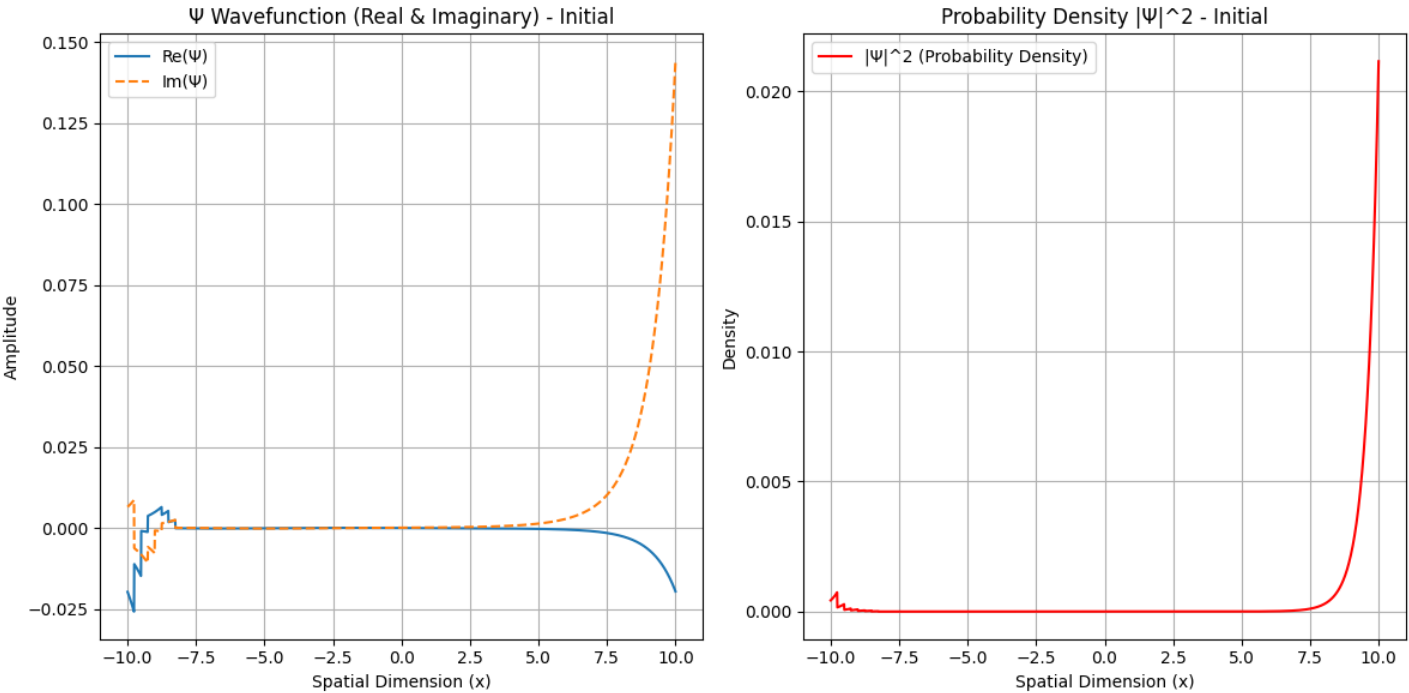 Ψ Wavefunction (Real & Imaginary) - Initial
Re(Ψ)
Im(Ψ)
Amplitude
0.150
0.125
0.100
0.075
0.050
0.025
0.000
−0.025
−10.0 −7.5 −5.0 −2.5 0.0 2.5 5.0 7.5 10.0
Spatial Dimension (x)
Probability Density |Ψ|^2 - Initial
|Ψ|^2 (Probability Density)
Density
0.020
0.015
0.010
0.005
0.000
−10.0 −7.5 −5.0 −2.5 0.0 2.5 5.0 7.5 10.0
Spatial Dimension (x)